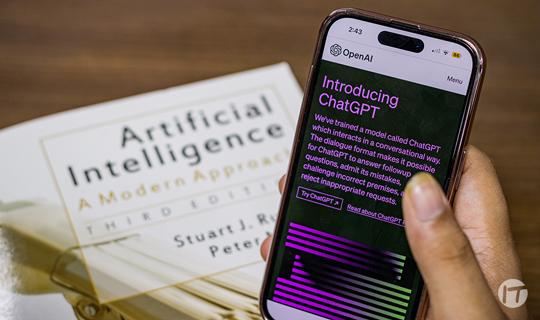 Artificial
Intelligence
A Modern Approach
THIRD EDITION
Stuart J.
Peter
2:43
OpenAI
Menu
Introducing
ChatGPT
We've trained a model called ChatGPT
which interacts in a conversational way.
The dialogue format makes it possible
for ChatGPT to answer followup
questions, admit its mistakes,
challenge incorrect premises,
reject inappropriate requests.
Try ChatGPT ↗
Read about ChatGPT
IT